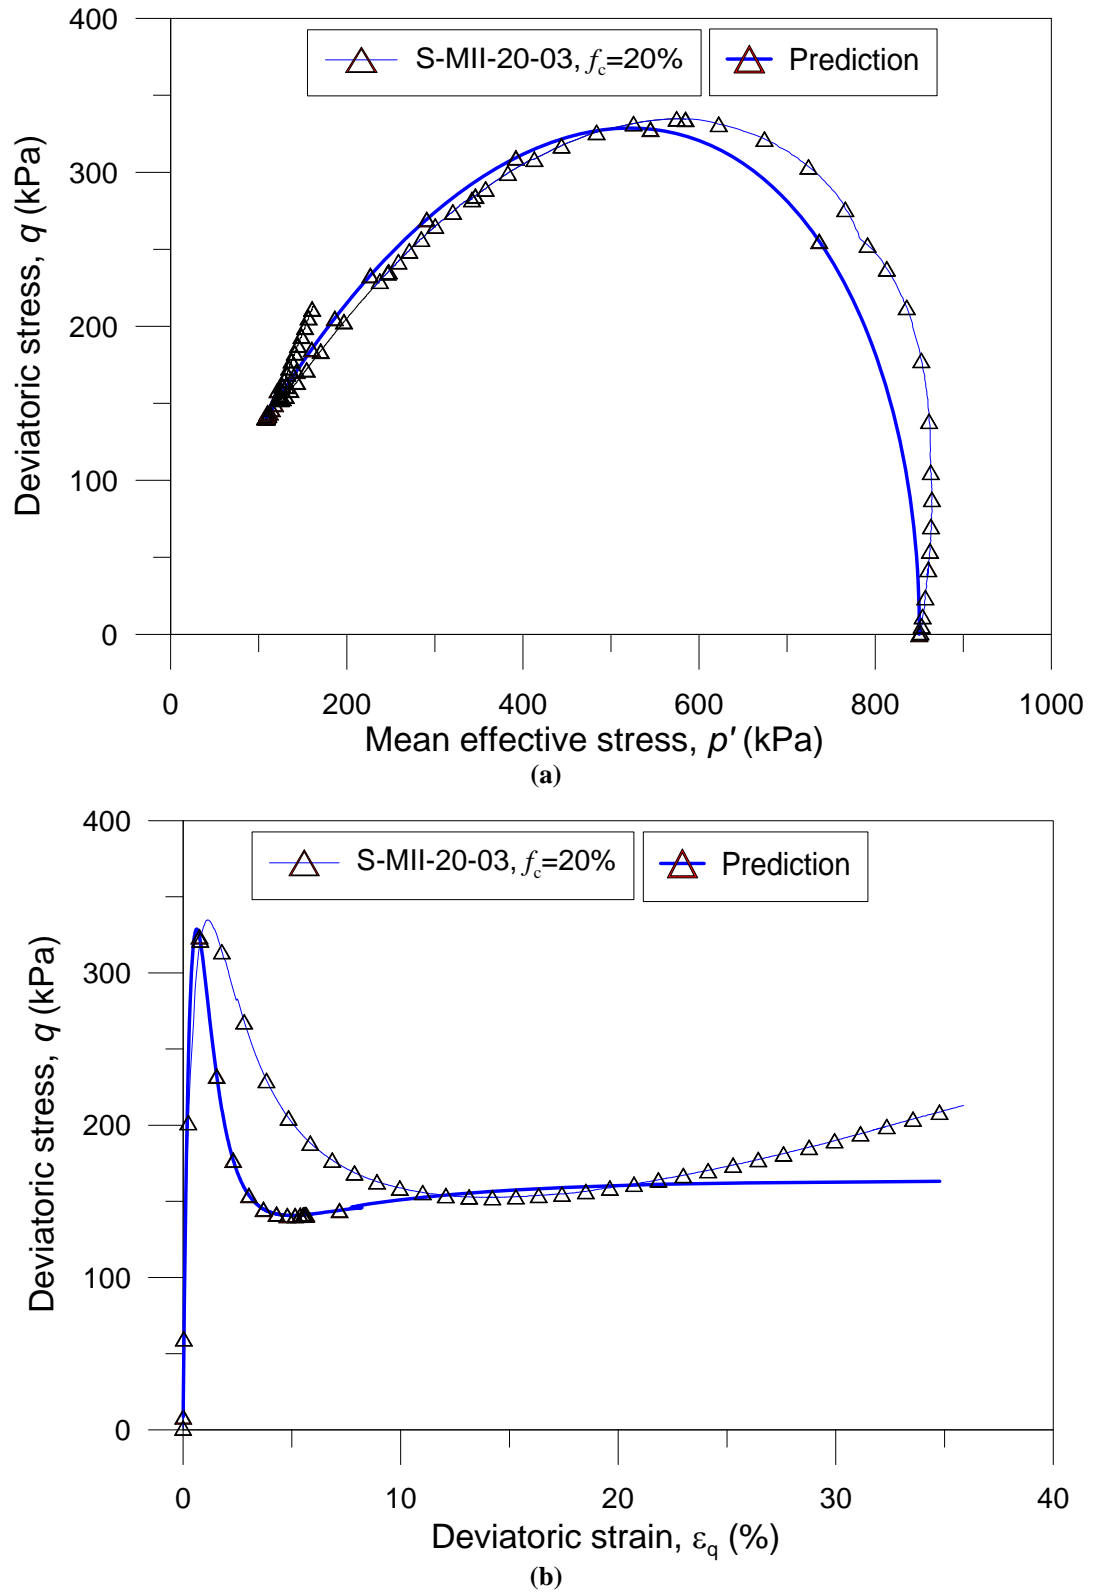 400
S-MII-20-03, fc=20%
Prediction
300
200
100
0
Deviatoric stress, q (kPa)
0
200
400
600
800
1000
Mean effective stress, p' (kPa)
(a)
400
S-MII-20-03, fc=20%
Prediction
300
200
100
0
Deviatoric stress, q (kPa)
0
10
20
30
40
Deviatoric strain, εq (%)
(b)